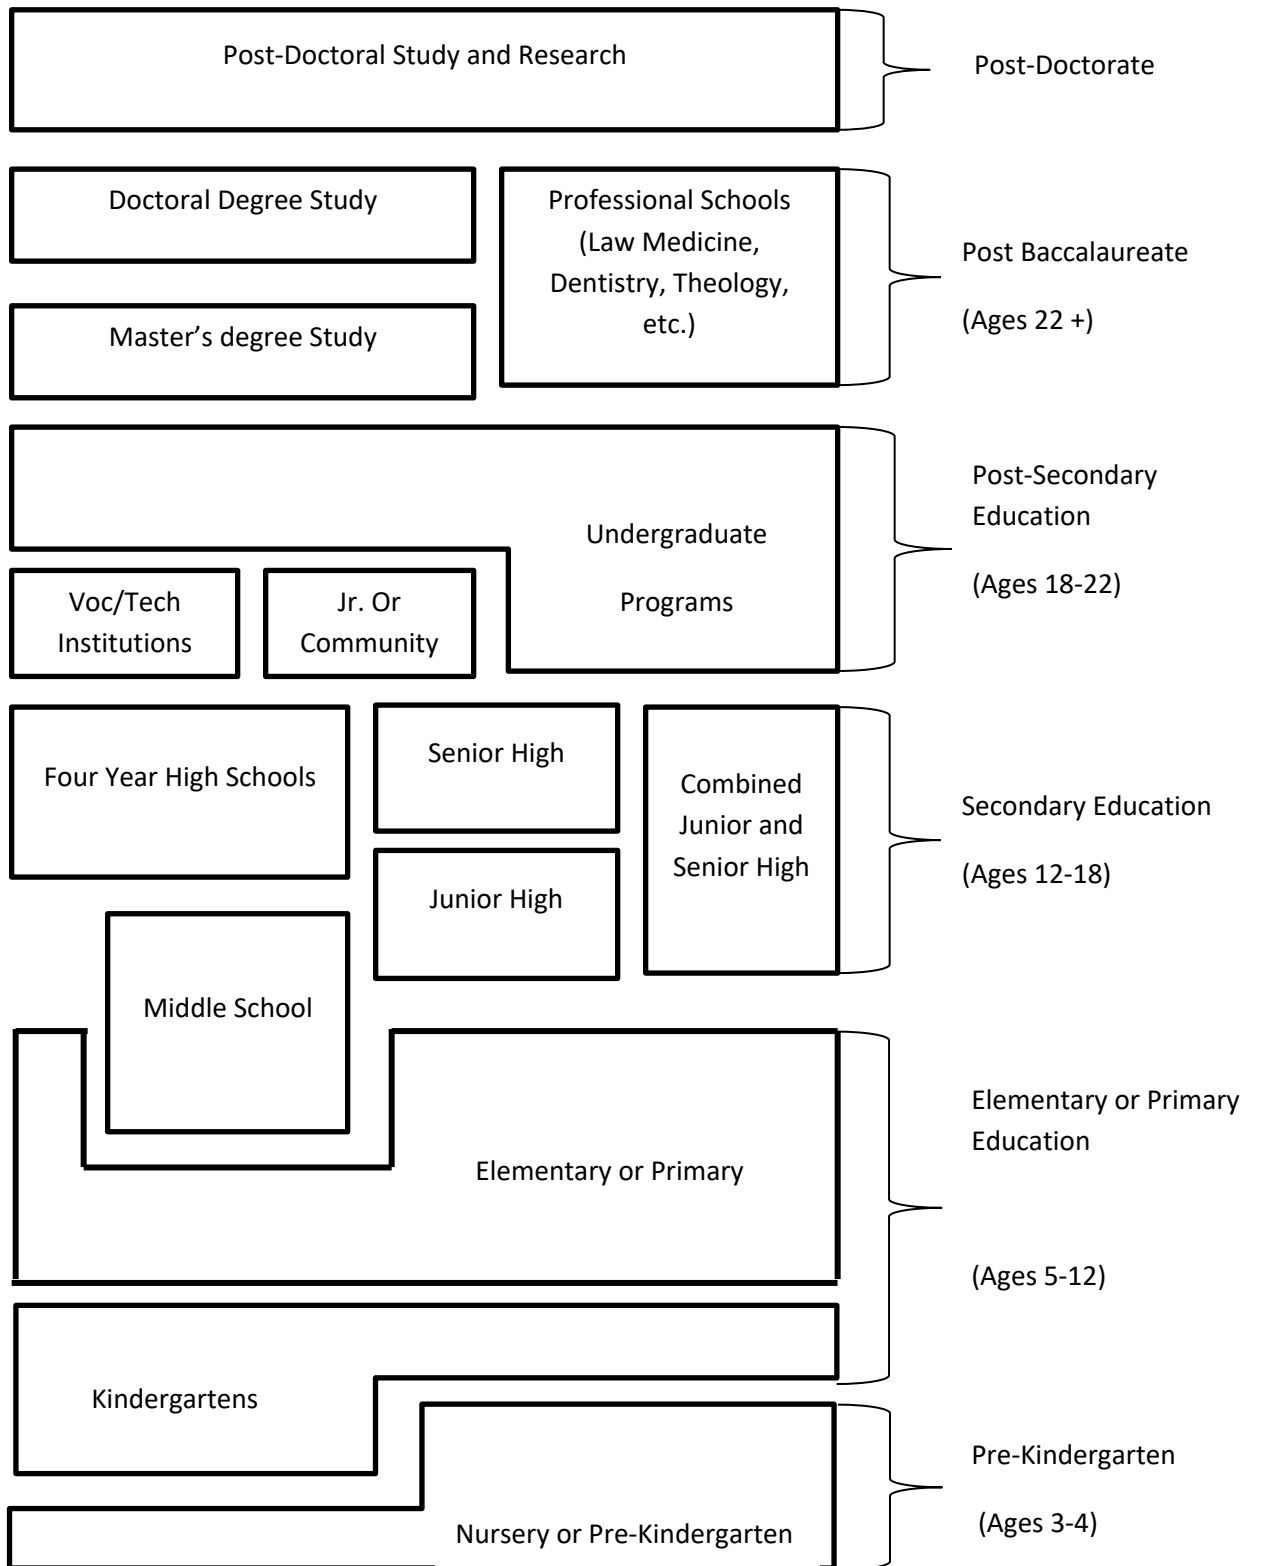 Post-Doctoral Study and Research
Post-Doctorate
Doctoral Degree Study
Professional Schools
(Law Medicine,
Dentistry, Theology,
etc.)
Post Baccalaureate
(Ages 22 +)
Master’s degree Study
Undergraduate
Programs
Post-Secondary
Education
(Ages 18-22)
Voc/Tech
Institutions
Jr. Or
Community
Four Year High Schools
Senior High
Combined
Junior and
Senior High
Secondary Education
(Ages 12-18)
Junior High
Middle School
Elementary or Primary
Elementary or Primary
Education
(Ages 5-12)
Kindergartens
Pre-Kindergarten
(Ages 3-4)
Nursery or Pre-Kindergarten